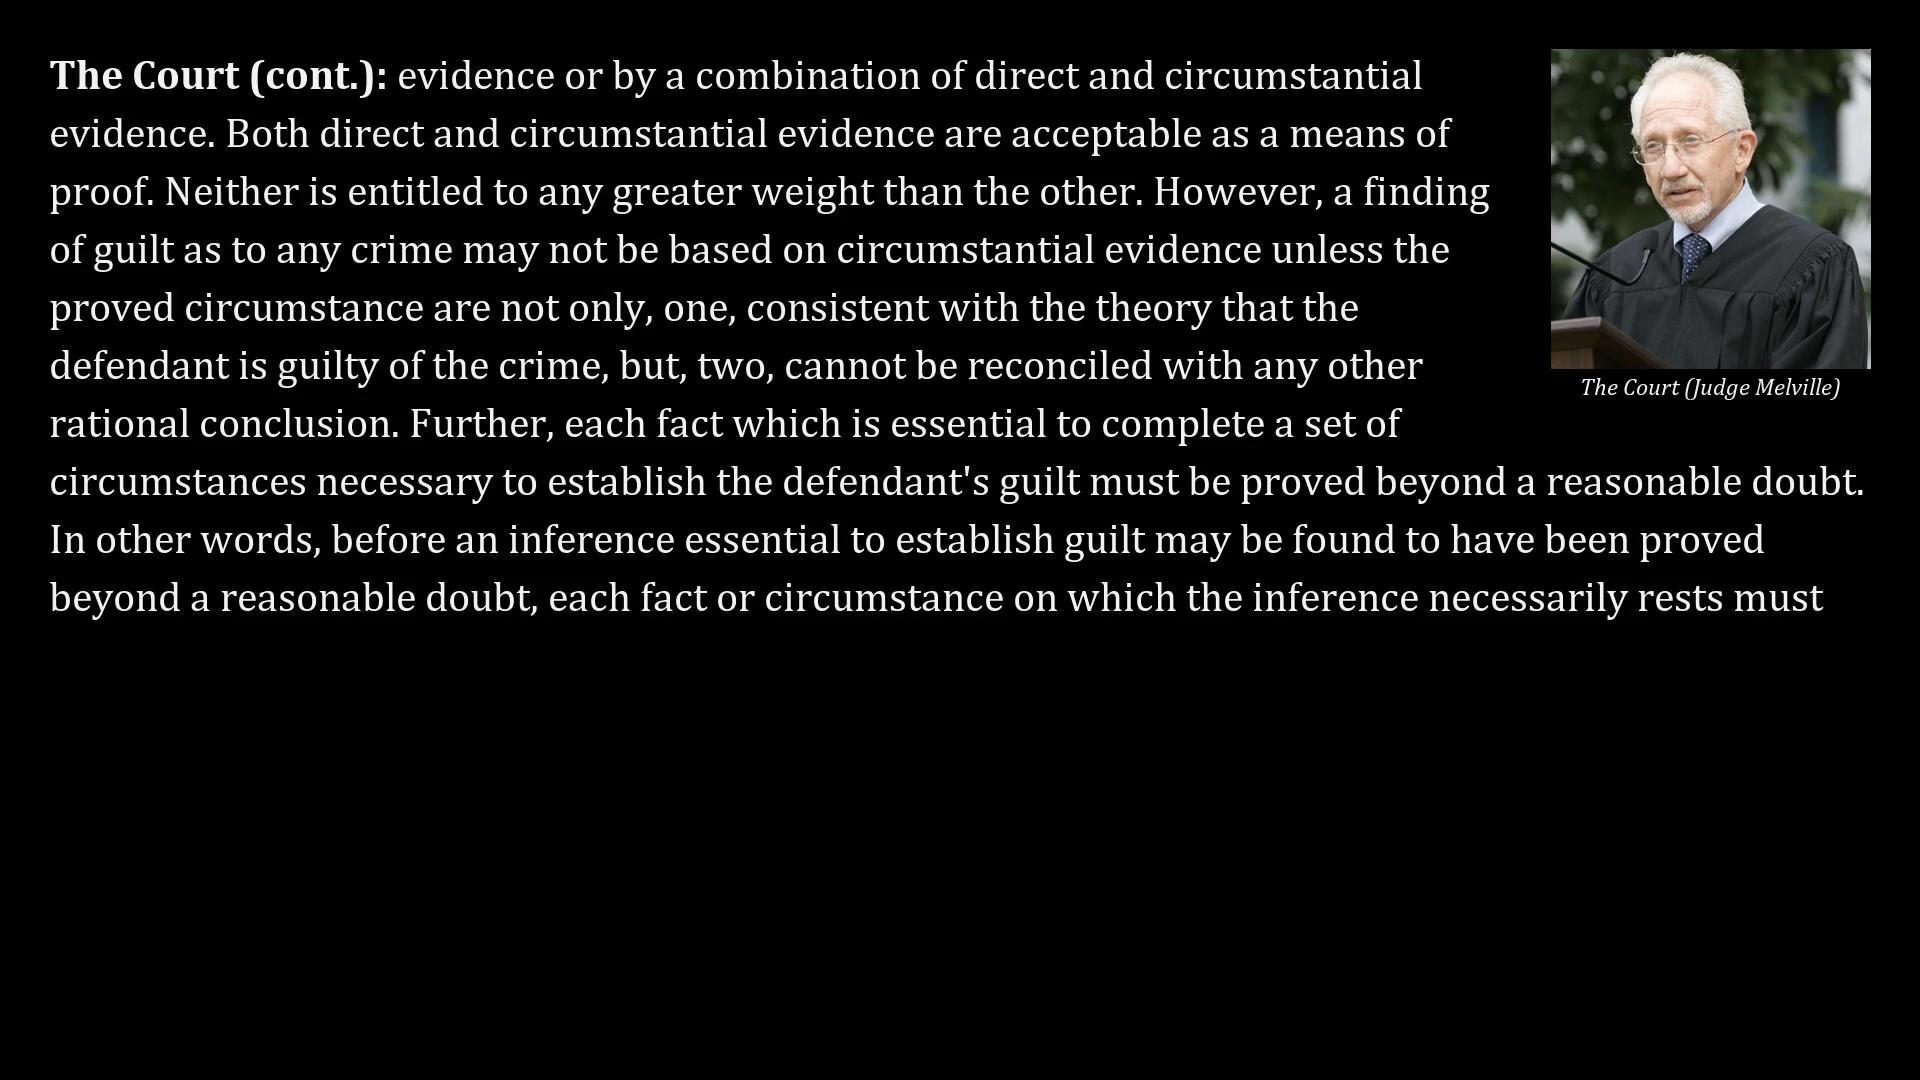 The Court (cont.): evidence or by a combination of direct and circumstantial
evidence. Both direct and circumstantial evidence are acceptable as a means of
proof. Neither is entitled to any greater weight than the other. However, a finding
of guilt as to any crime may not be based on circumstantial evidence unless the
proved circumstance are not only, one, consistent with the theory that the
defendant is guilty of the crime, but, two, cannot be reconciled with any other
rational conclusion. Further, each fact which is essential to complete a set of
circumstances necessary to establish the defendant's guilt must be proved beyond a reasonable doubt.
In other words, before an inference essential to establish guilt may be found to have been proved
beyond a reasonable doubt, each fact or circumstance on which the inference necessarily rests must
The Court (Judge Melville)